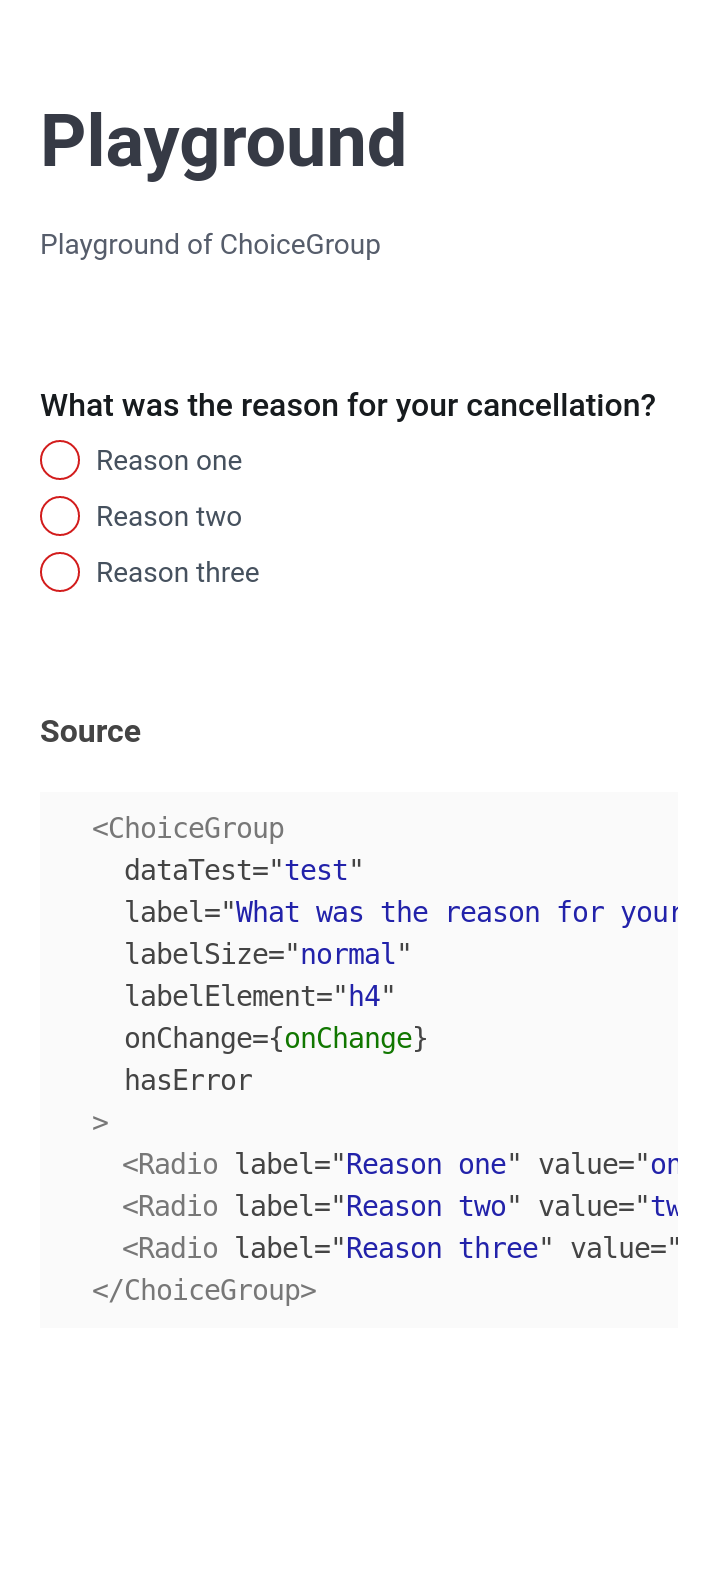 Playground
Playground of ChoiceGroup
What was the reason for your cancellation?
Reason one
Reason two
Reason three
Source
<ChoiceGroup
dataTest="test"
label="What was the reason for your
labelSize="normal"
labelElement="h4"
onChange={onChange}
hasError
>
<Radio label="Reason one" value="on
<Radio label="Reason two" value="tw
<Radio label="Reason three" value="
</ChoiceGroup>